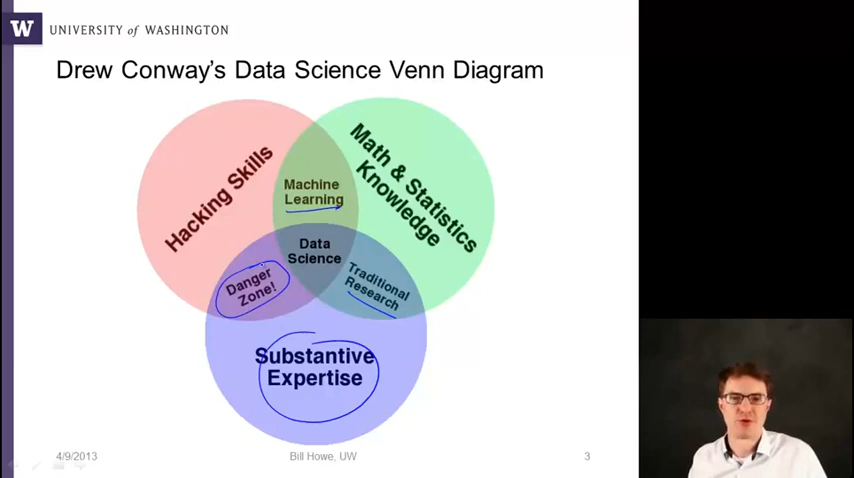 W
UNIVERSITY of WASHINGTON
Drew Conway's Data Science Venn Diagram
Hacking Skills
Math & Statistics
Knowledge
Machine
Learning
Data
Science
Danger
Zone!
Traditional
Research
Substantive
Expertise
4/9/2013
Bill Howe, UW
3